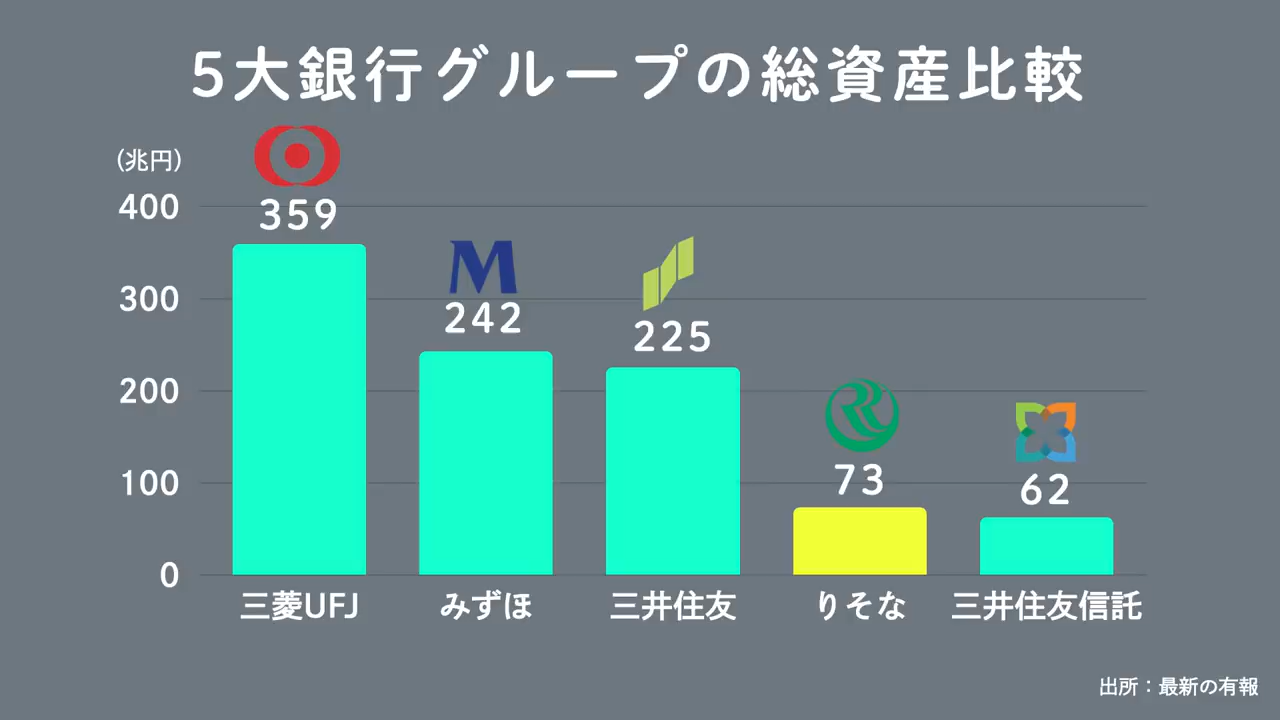 5大銀行グループの総資産比較
(兆円)
400
300
200
100
0
359
242
225
73
62
三菱UFJ
みずほ
三井住友
りそな
三井住友信託
出所：最新の有報